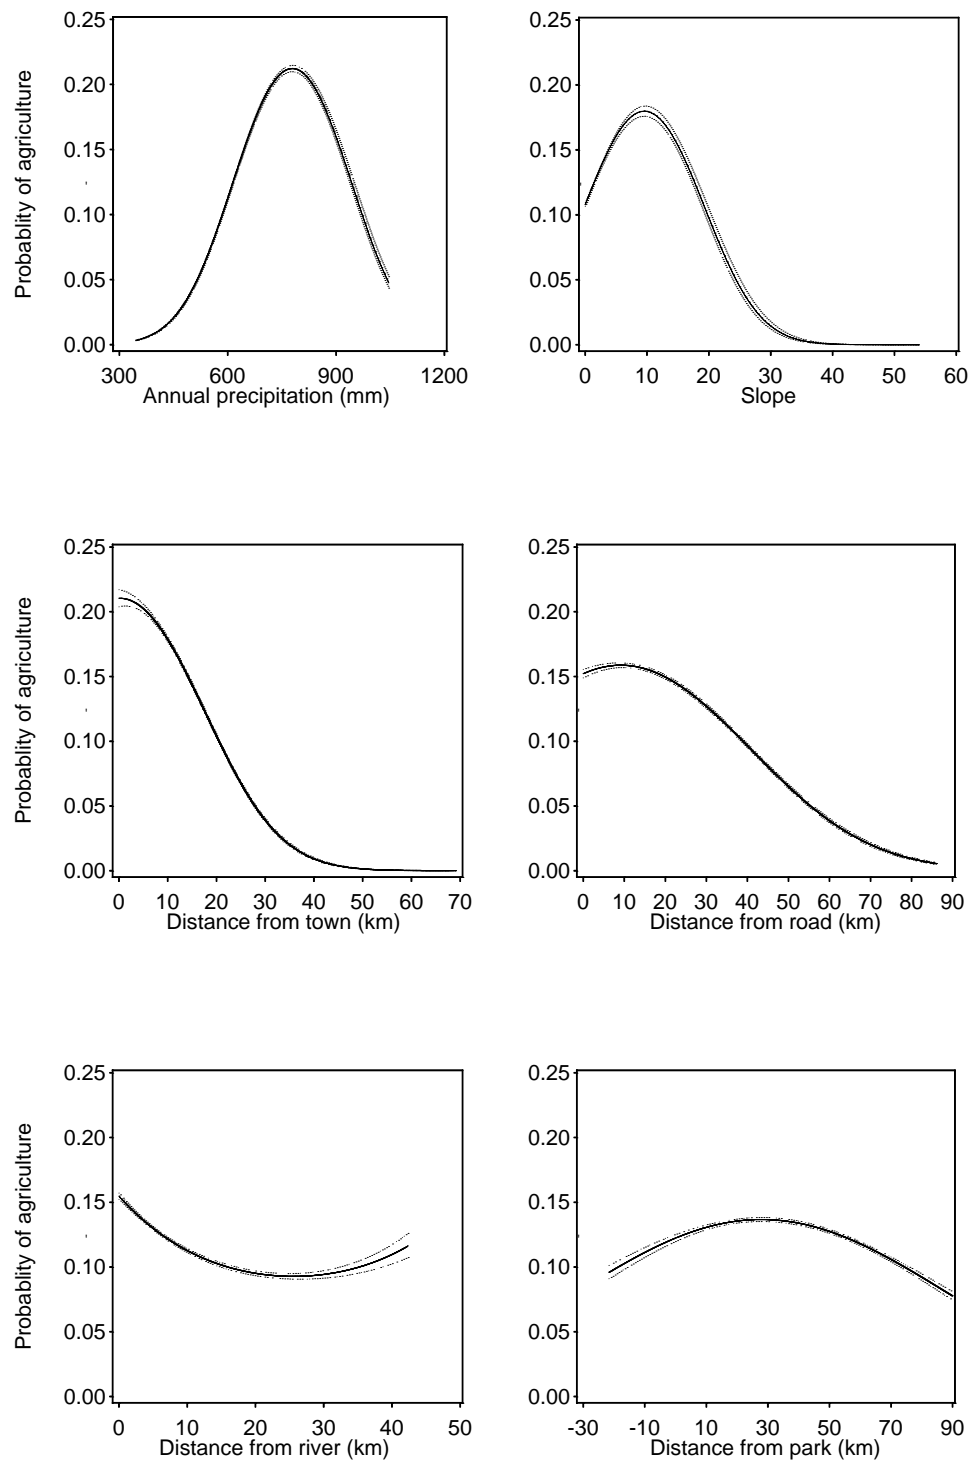 0.25
0.20
0.15
0.10
0.05
0.00
Probablity of agriculture
300 600 900 1200
Annual precipitation (mm)
0.25
0.20
0.15
0.10
0.05
0.00
0 10 20 30 40 50 60
Slope
0.25
0.20
0.15
0.10
0.05
0.00
Probablity of agriculture
0 10 20 30 40 50 60 70
Distance from town (km)
0.25
0.20
0.15
0.10
0.05
0.00
0 10 20 30 40 50 60 70 80 90
Distance from road (km)
0.25
0.20
0.15
0.10
0.05
0.00
Probablity of agriculture
0 10 20 30 40 50
Distance from river (km)
0.25
0.20
0.15
0.10
0.05
0.00
-30 -10 10 30 50 70 90
Distance from park (km)